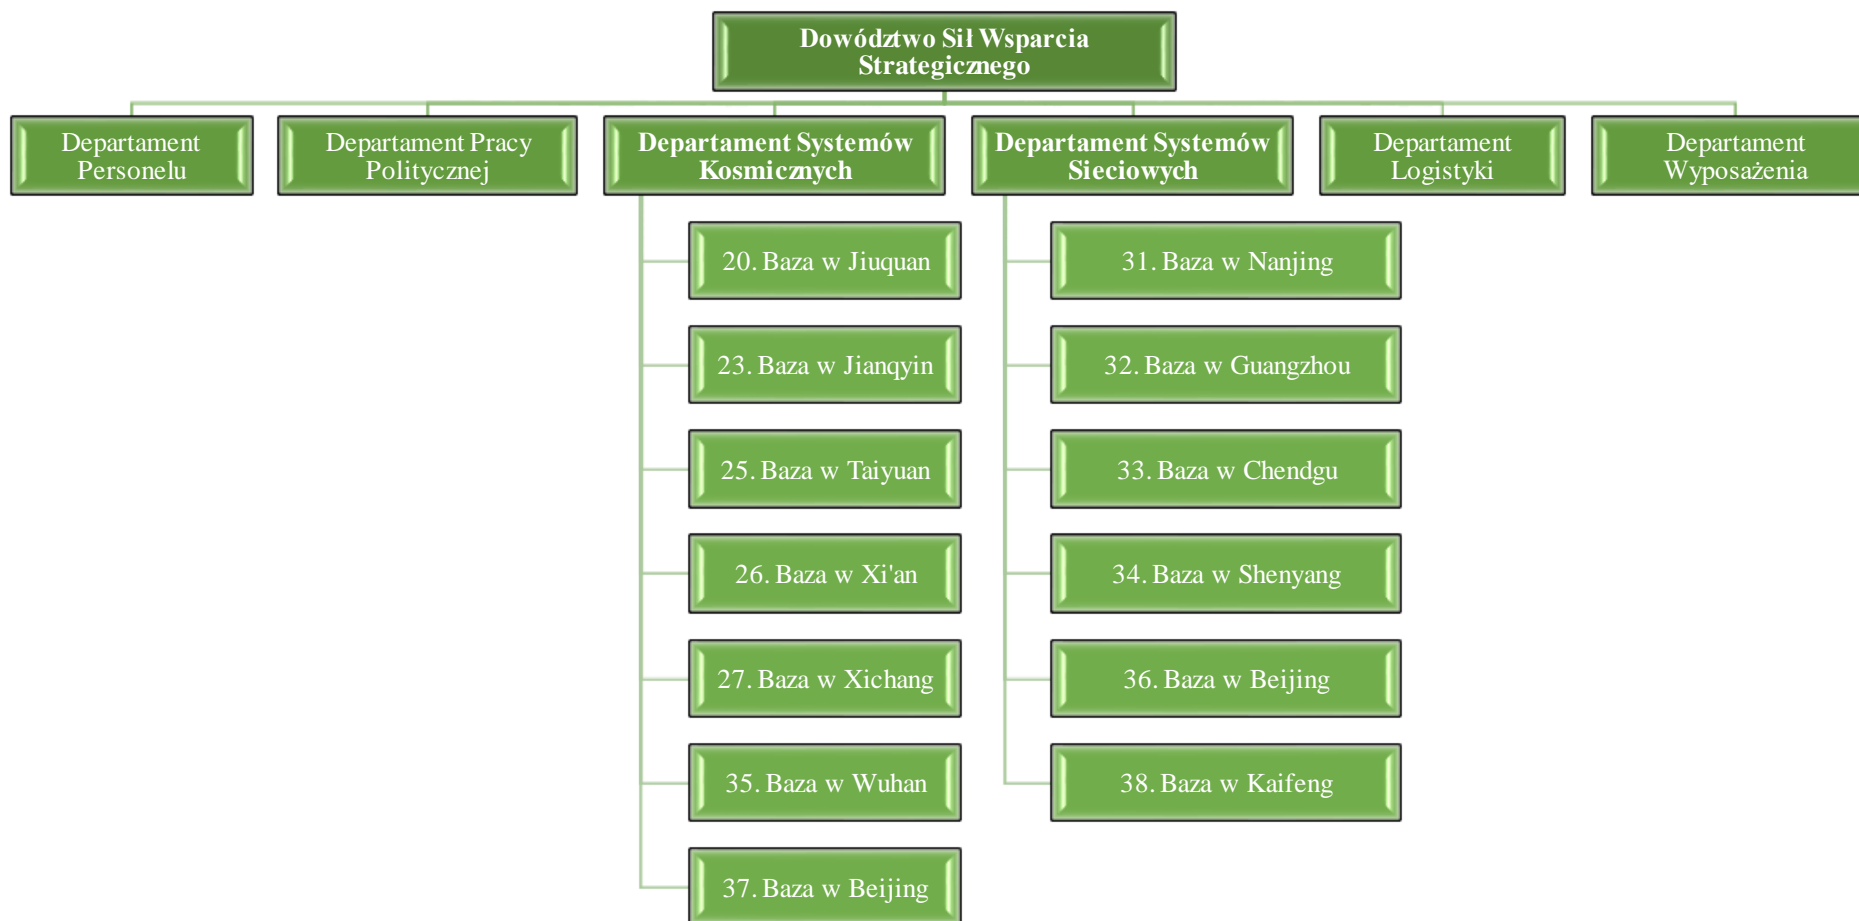 Dowództwo Sił Wsparcia
Strategicznego
Departament
Personelu
Departament Pracy
Politycznej
Departament Systemów
Kosmicznych
Departament Systemów
Sieciowych
Departament
Logistyki
Departament
Wyposażenia
20. Baza w Jiuquan
23. Baza w Jianqyin
25. Baza w Taiyuan
26. Baza w Xi'an
27. Baza w Xichang
35. Baza w Wuhan
37. Baza w Beijing
31. Baza w Nanjing
32. Baza w Guangzhou
33. Baza w Chendgu
34. Baza w Shenyang
36. Baza w Beijing
38. Baza w Kaifeng